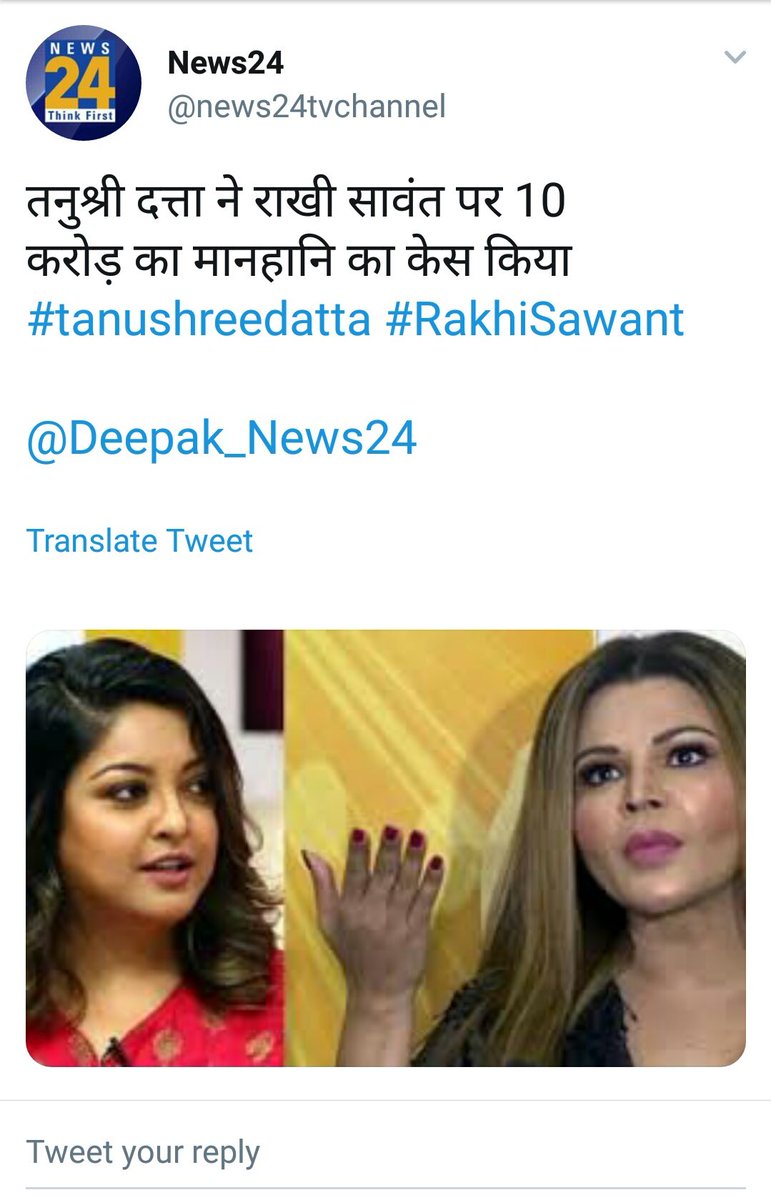 NEWS
24
Think First
News24
@news24tvchannel
तनुश्री दत्ता ने राखी सावंत पर 10
करोड़ का मानहानि का केस किया
#tanushreedatta #RakhiSawant
@Deepak_News24
Translate Tweet
Tweet your reply